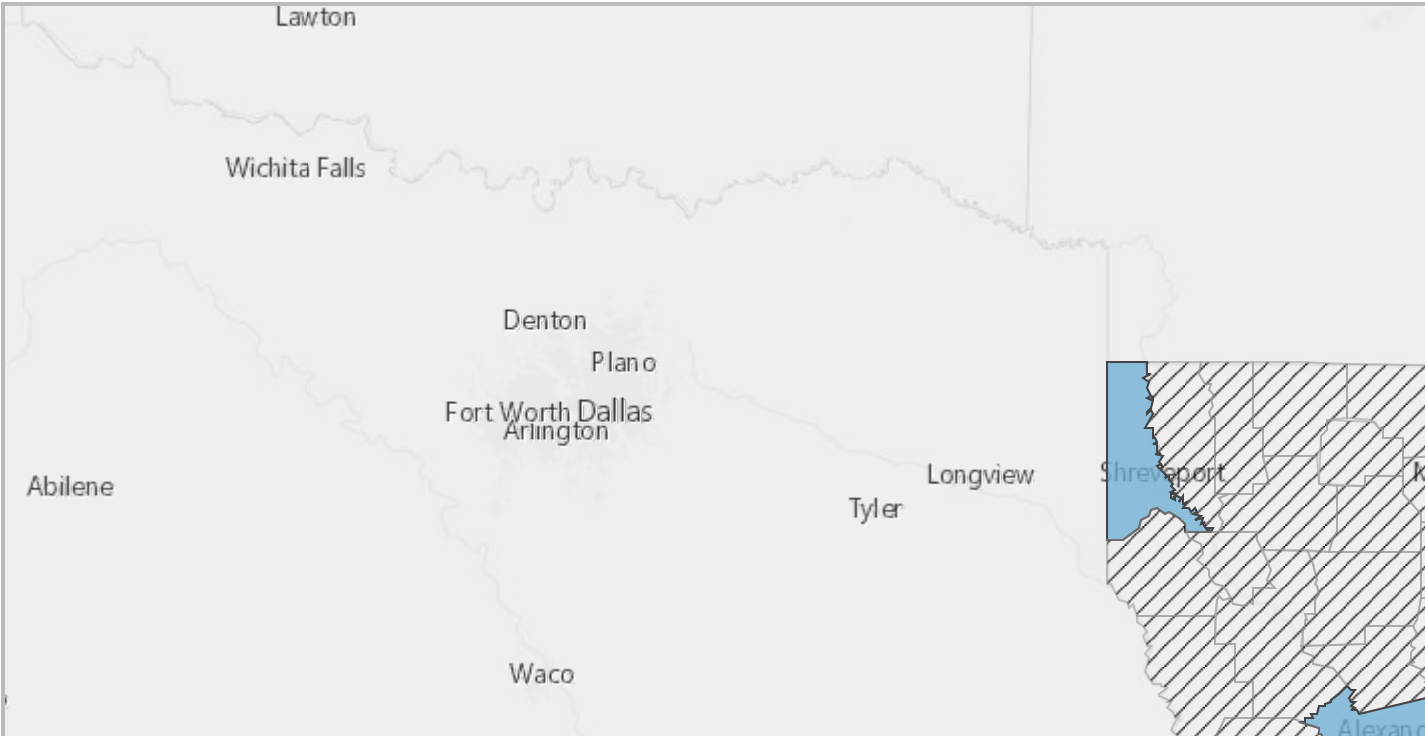 Lawton
Wichita Falls
Denton
Plano
Fort Worth Dallas
Arlington
Longview
Shreveport
Abilene
Tyler
Waco